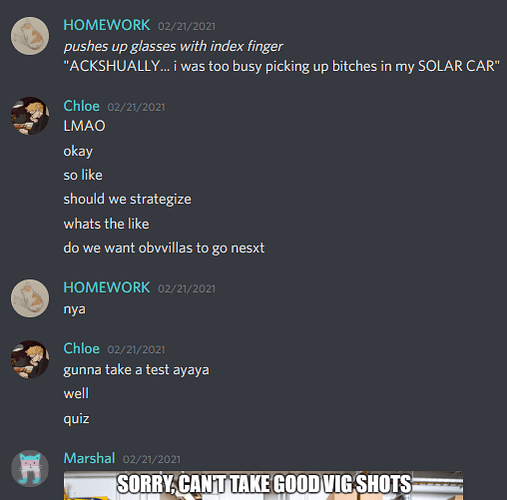 HOMEWORK 02/21/2021
pushes up glasses with index finger
"ACKSHUALLY... i was too busy picking up bitches in my SOLAR CAR"
Chloe 02/21/2021
LMAO
okay
so like
should we strategize
whats the like
do we want obvvillas to go nesxt
HOMEWORK 02/21/2021
nya
Chloe 02/21/2021
gunna take a test ayaya
well
quiz
Marshal 02/21/2021
SORRY, CAN'T TAKE GOOD VIG SHOTS